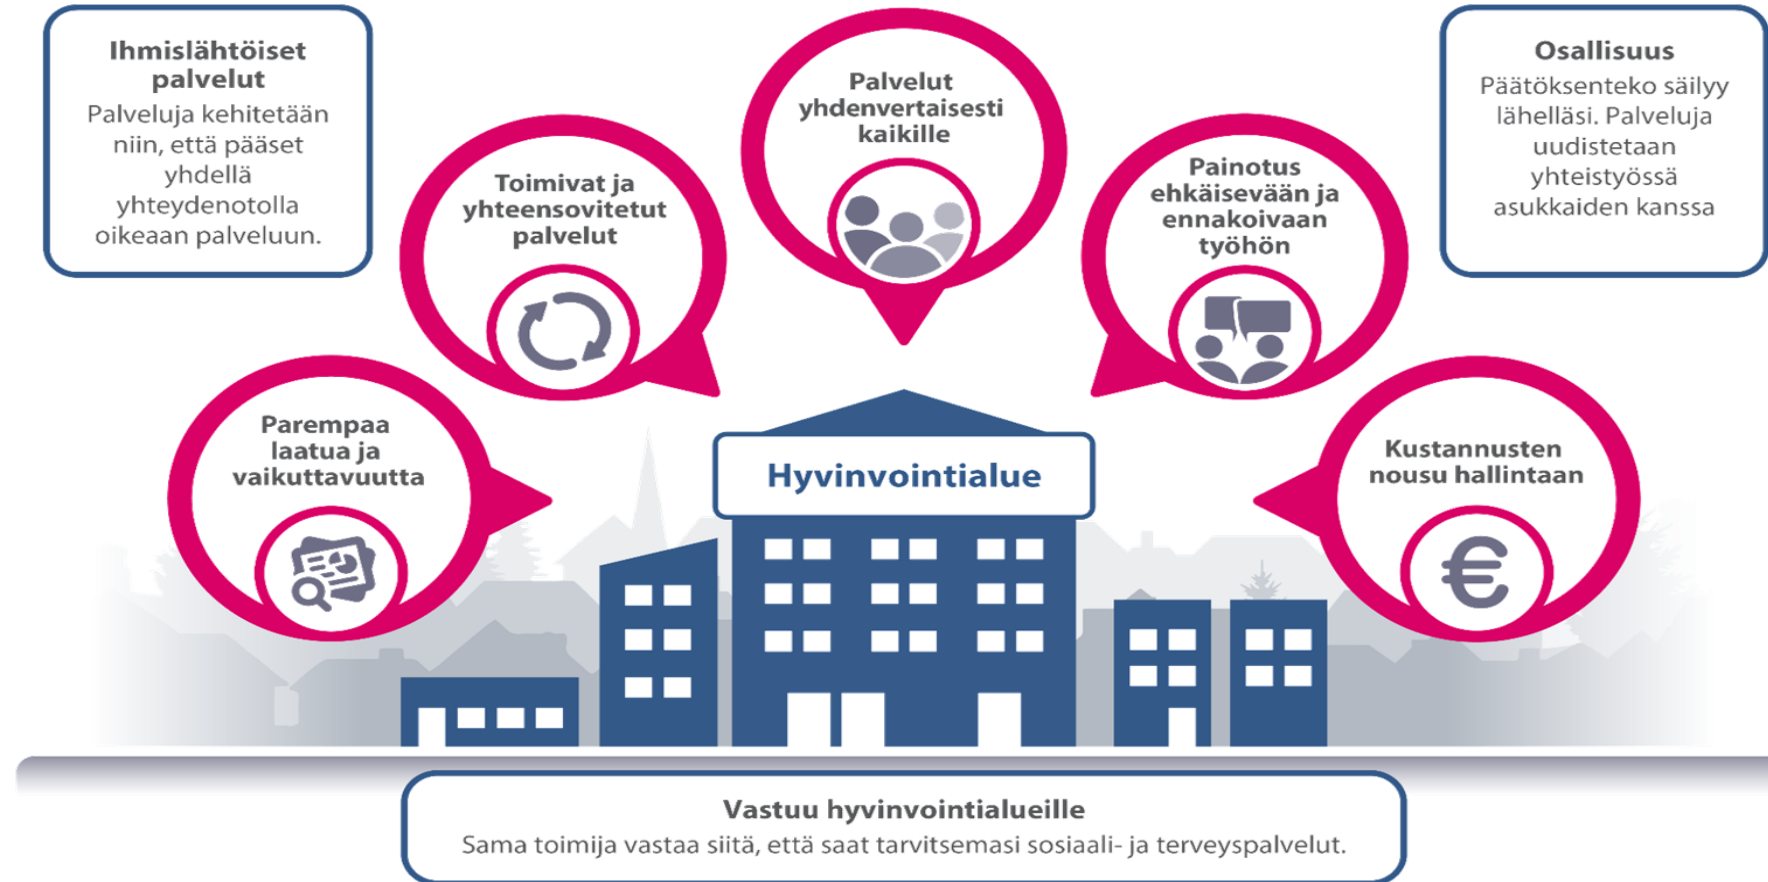 Ihmislähtöiset
palvelut
Palveluja kehitetään
niin, että pääset
yhdellä
yhteydenotolla
oikeaan palveluun.
Parempaa
laatua ja
vaikuttavuutta
Toimivat ja
yhteensovitetut
palvelut
Palvelut
yhdenvertaisesti
kaikille
Painotus
ehkäisevään ja
ennakoivaan
työhön
Kustannusten
nousu hallintaan
€
Osallisuus
Päätöksenteko säilyy
lähelläsi. Palveluja
uudistetaan
yhteistyössä
asukkaiden kanssa
Hyvinvointialue
Vastuu hyvinvointialueille
Sama toimija vastaa siitä, että saat tarvitsemasi sosiaali- ja terveyspalvelut.